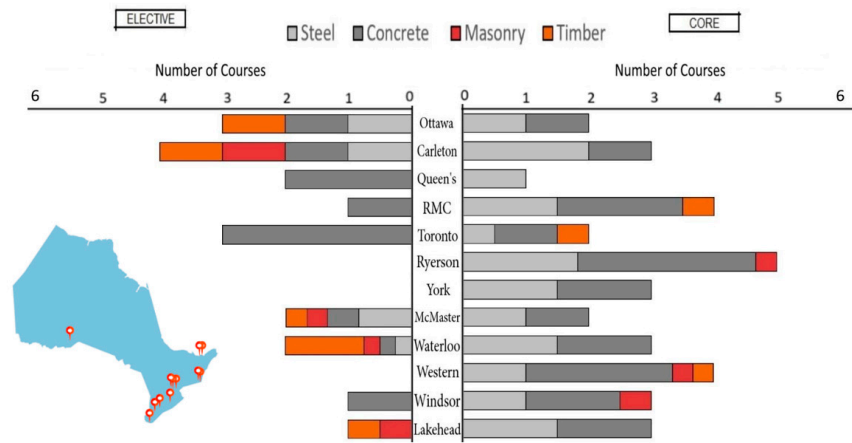 ELECTIVE
CORE
Steel Concrete Masonry Timber
Number of Courses
Number of Courses
6 5 4 3 2 1 0
0 1 2 3 4 5 6
Ottawa
Carleton
Queen's
RMC
Toronto
Ryerson
York
McMaster
Waterloo
Western
Windsor
Lakehead